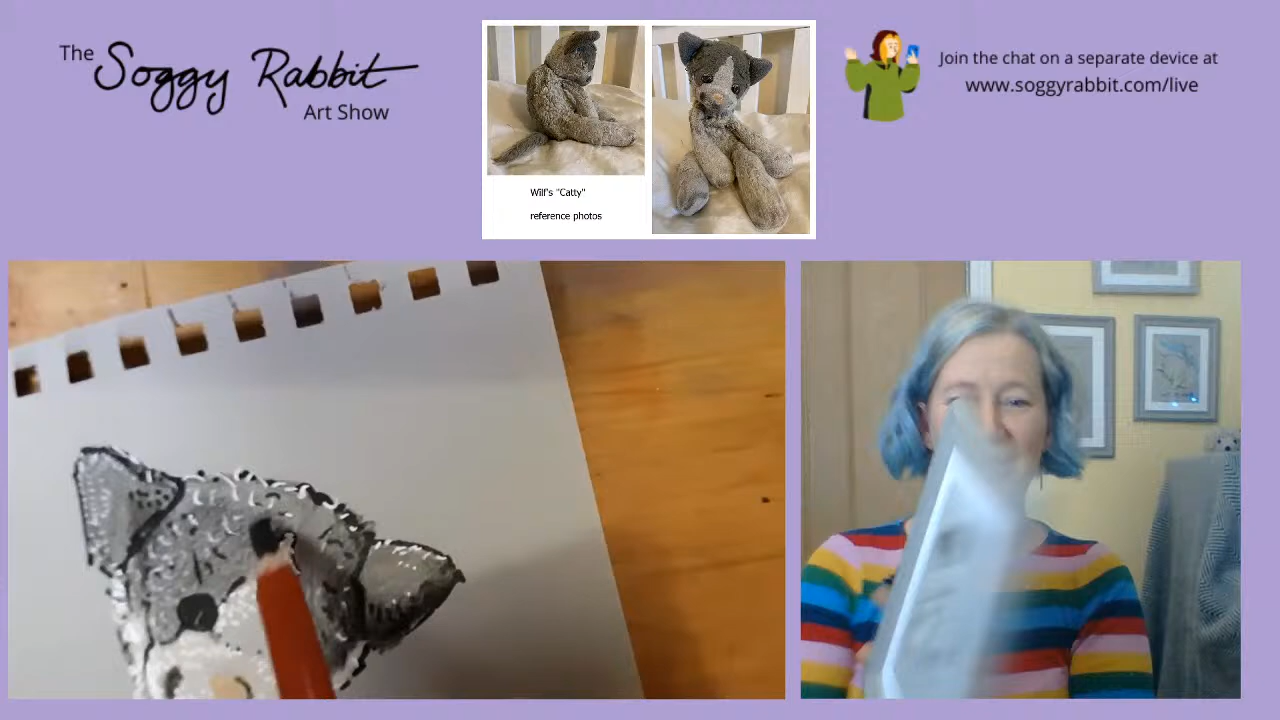 The
Soggy Rabbit
Art Show
Wilf's "Catty"
reference photos
Join the chat on a separate device at
www.soggyrabbit.com/live